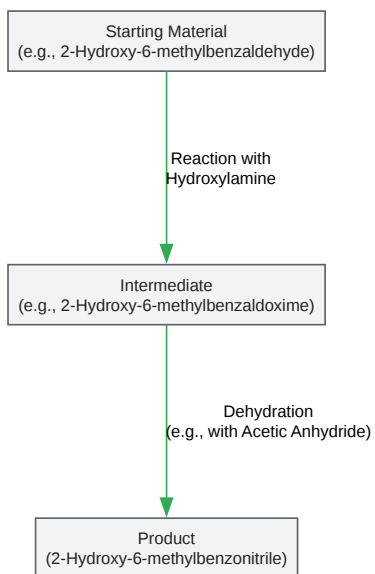 Starting Material
(e.g., 2-Hydroxy-6-methylbenzaldehyde)
Reaction with
Hydroxylamine
Intermediate
(e.g., 2-Hydroxy-6-methylbenzaldoxime)
Dehydration
(e.g., with Acetic Anhydride)
Product
(2-Hydroxy-6-methylbenzonitrile)